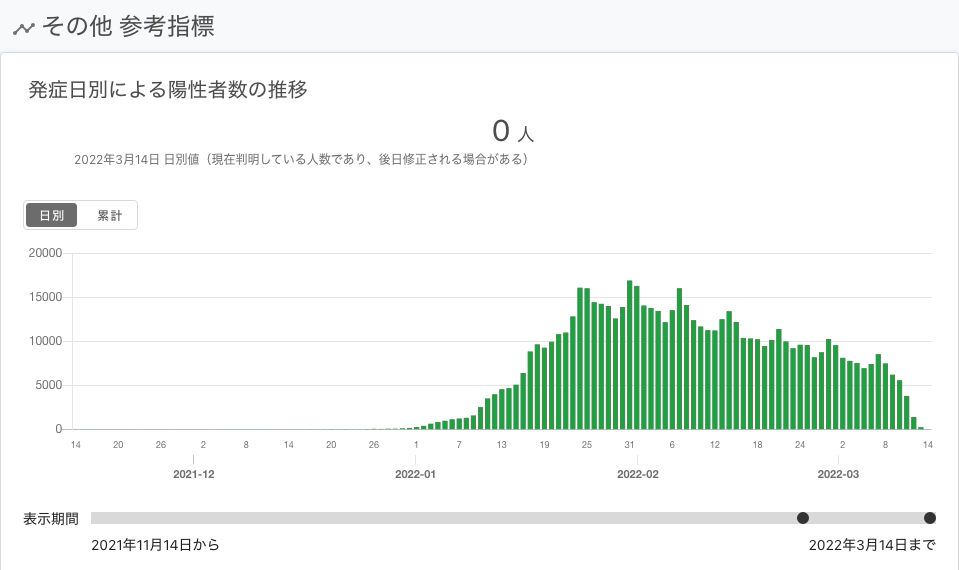 その他 参考指標
発症日別による陽性者数の推移
0 人
2022年3月14日 日別値（現在判明している人数であり、後日修正される場合がある）
日別 累計
20000
15000
10000
5000
0
14 20 26 2 8 14 20 26 1 7 13 19 25 31 6 12 18 24 2 8 14
2021-12 2022-01 2022-02 2022-03
表示期間
2021年11月14日から 2022年3月14日まで